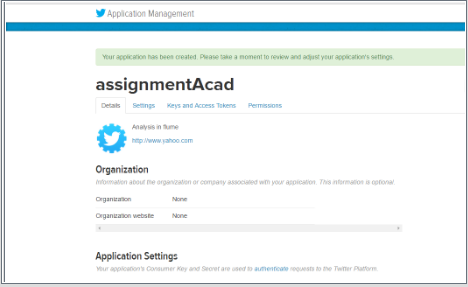 Application Management
Your application has been created. Please take a moment to review and adjust your application's settings.
assignmentAcad
Details Settings Keys and Access Tokens Permissions
Analysis in flume
http://www.yahoo.com
Organization
Information about the organization or company associated with your application. This information is optional.
Organization None
Organization website None
Application Settings
Your application's Consumer Key and Secret are used to authenticate requests to the Twitter Platform.